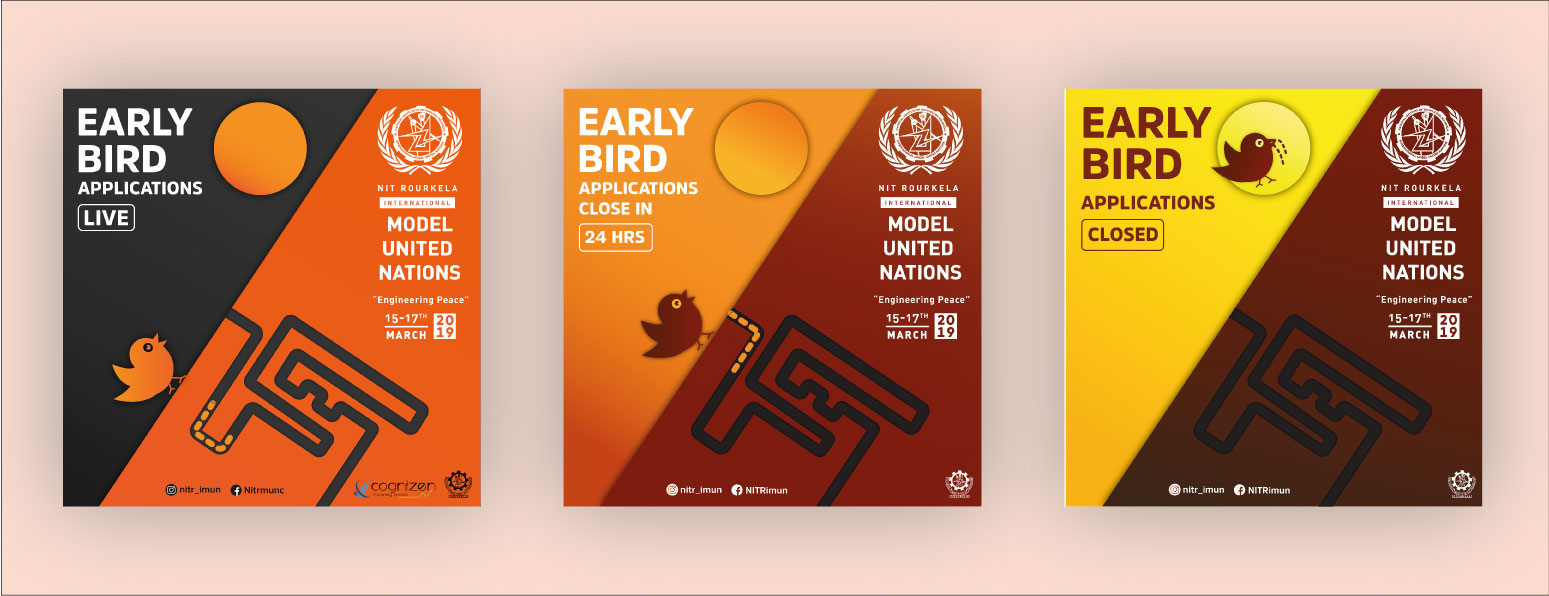 EARLY
BIRD
APPLICATIONS
LIVE
NIT ROURKELA
INTERNATIONAL
MODEL
UNITED
NATIONS
"Engineering Peace"
15-17TH
MARCH
20
19
nitr_imun
Nitrmunc
cognizen
EARLY
BIRD
APPLICATIONS
CLOSE IN
24 HRS
NIT ROURKELA
INTERNATIONAL
MODEL
UNITED
NATIONS
"Engineering Peace"
15-17TH
MARCH
20
19
nitr_imun
NITRimun
EARLY
BIRD
APPLICATIONS
CLOSED
NIT ROURKELA
INTERNATIONAL
MODEL
UNITED
NATIONS
"Engineering Peace"
15-17TH
MARCH
20
19
nitr_imun
NITRimun